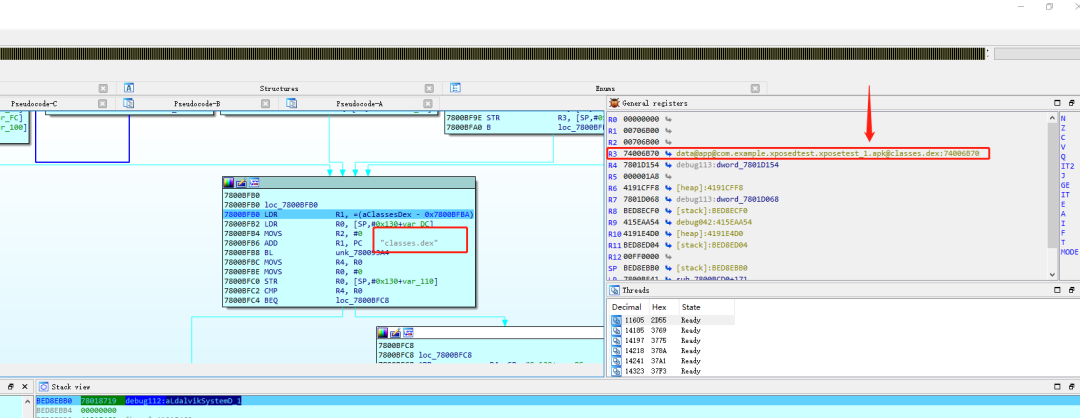 Structures
Enums
Pseudocode-C
Pseudocode-B
Pseudocode-A
r_FC]
ar_100]
7800BF9E STR R3, [SP,#0x
7800BFA0 B loc_7800BF
7800BFB0
7800BFB0 loc_7800BFB0
7800BFB0 LDR R1, =(aClassesDex - 0x7800BFBA)
7800BFB2 LDR R0, [SP,#0x130+var_DC]
7800BFB4 MOVS R2, #0
7800BFB6 ADD R1, PC "classes.dex"
7800BFB8 BL unk_780093A4
7800BFBC MOVS R4, R0
7800BFBE MOVS R0, #0
7800BFC0 STR R0, [SP,#0x130+var_110]
7800BFC2 CMP R4, R0
7800BFC4 BEQ loc_7800BFC8
7800BFC8
7800BFC8 loc_7800BFC8
General registers
R0 00000000
R1 00706B00
R2 00706B00
R3 74006B70 data@app@com.example.xposedtest.xposetest_1.apk@classes.dex:74006B70
R4 7801D154 debug113:dword_7801D154
R5 000001A8
R6 4191CFF8 [heap]:4191CFF8
R7 7801D068 debug113:dword_7801D068
R8 BED8ECF0 [stack]:BED8ECF0
R9 415EAA54 debug042:415EAA54
R10 4191E4D0 [heap]:4191E4D0
R11 BED8ED04 [stack]:BED8ED04
R12 00FF0000
SP BED8EBB0 [stack]:BED8EBB0
N
Z
C
V
Q
IT2
J
GE
IT
E
A
I
F
T
MODE
Threads
Decimal Hex State
11605 2D55 Ready
14185 3769 Ready
14197 3775 Ready
14218 378A Ready
14241 37A1 Ready
14323 37F3 Ready
Stack view
BED8EBB0 78018719 debug112:aLdalvikSystemD_1
BED8EBB4 00000000